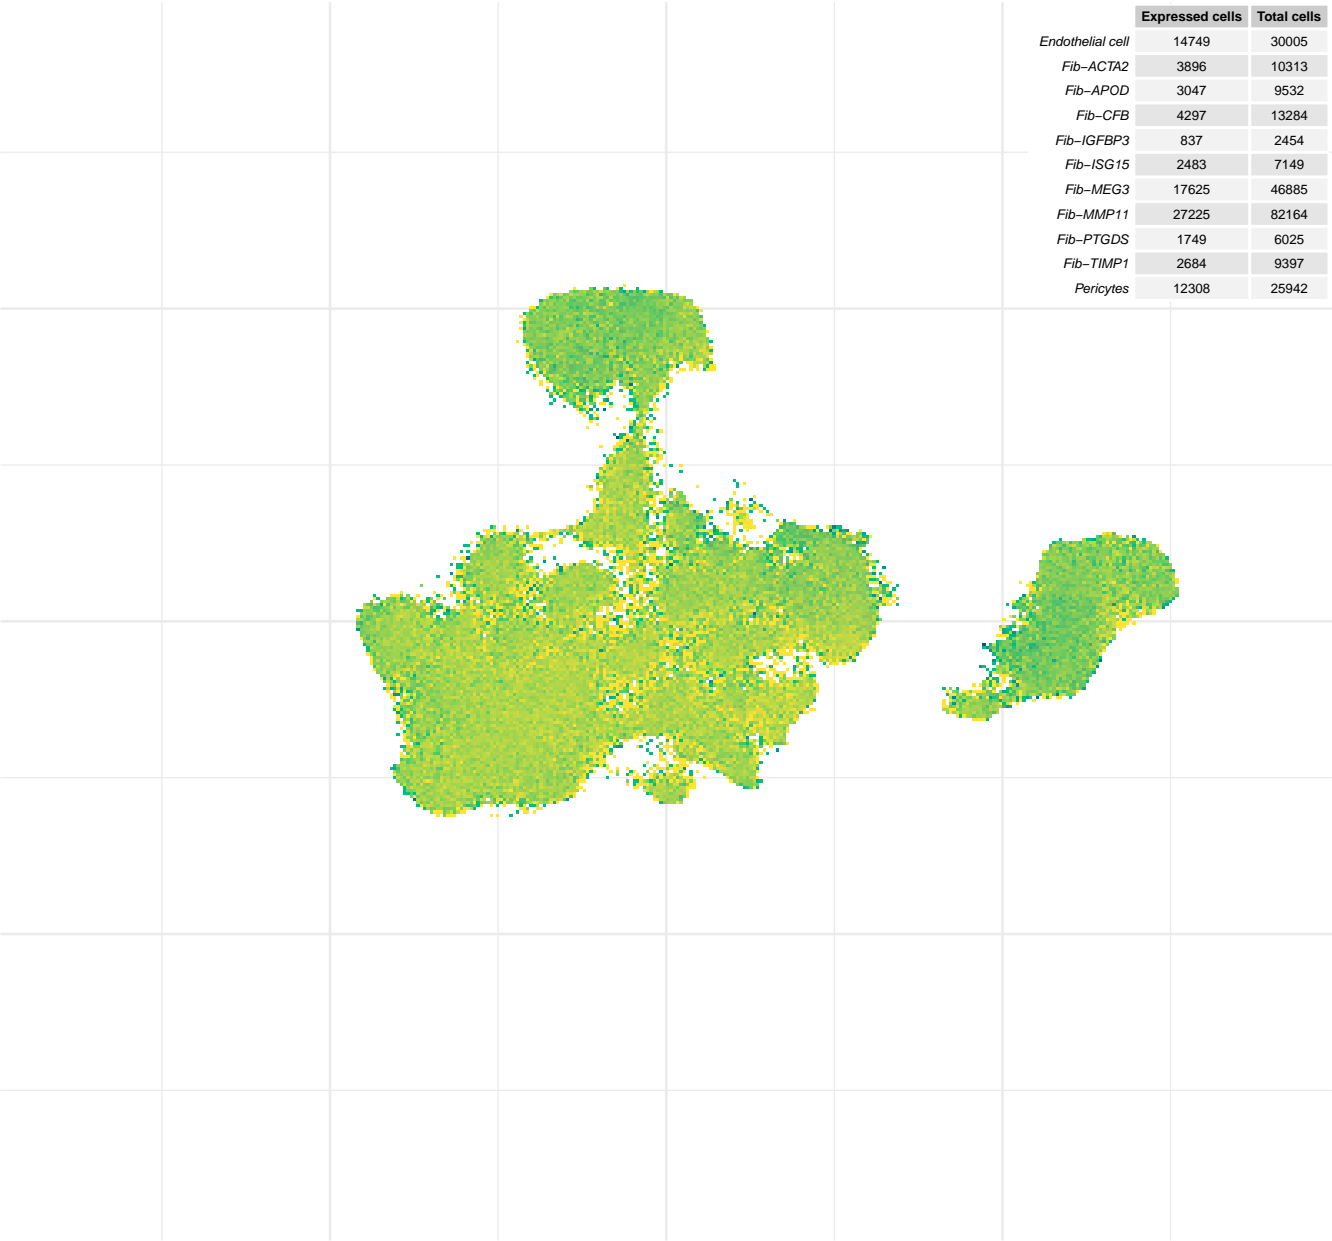 Expressed cells Total cells
Endothelial cell 14749 30005
Fib−ACTA2 3896 10313
Fib−APOD 3047 9532
Fib−CFB 4297 13284
Fib−IGFBP3 837 2454
Fib−ISG15 2483 7149
Fib−MEG3 17625 46885
Fib−MMP11 27225 82164
Fib−PTGDS 1749 6025
Fib−TIMP1 2684 9397
Pericytes 12308 25942